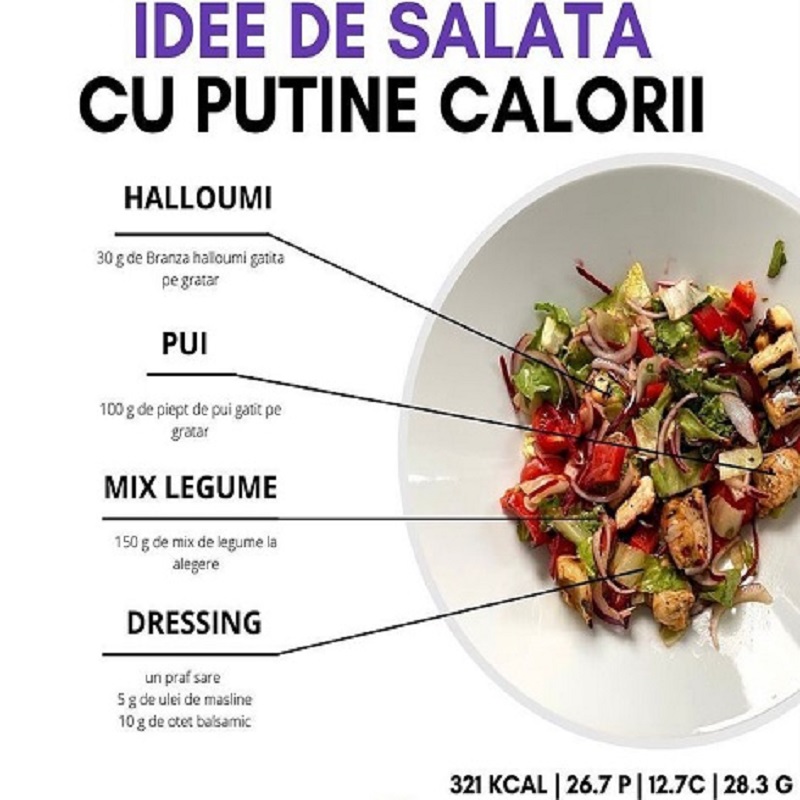 IDEE DE SALATA
CU PUTINE CALORII
HALLOUMI
30 g de Branza halloumi gatita
pe gratar
PUI
100 g de piept de pui gatit pe
gratar
MIX LEGUME
150 g de mix de legume la
alegere
DRESSING
un praf sare
5 g de ulei de masline
10 g de otet balsamic
321 KCAL | 26.7 P | 12.7C | 28.3 G